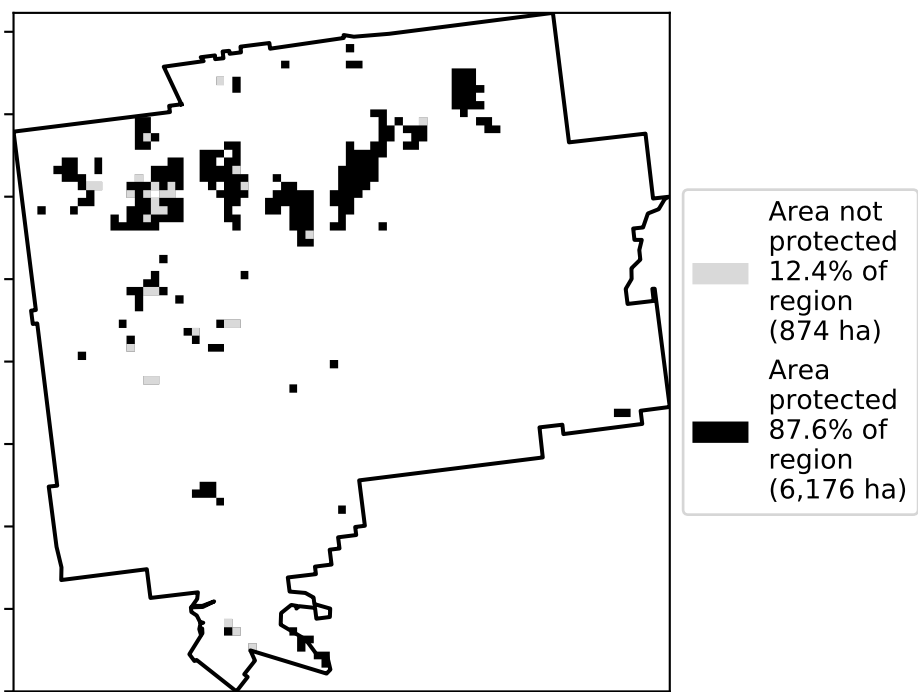 Area not
protected
12.4% of
region
(874 ha)
Area
protected
87.6% of
region
(6,176 ha)